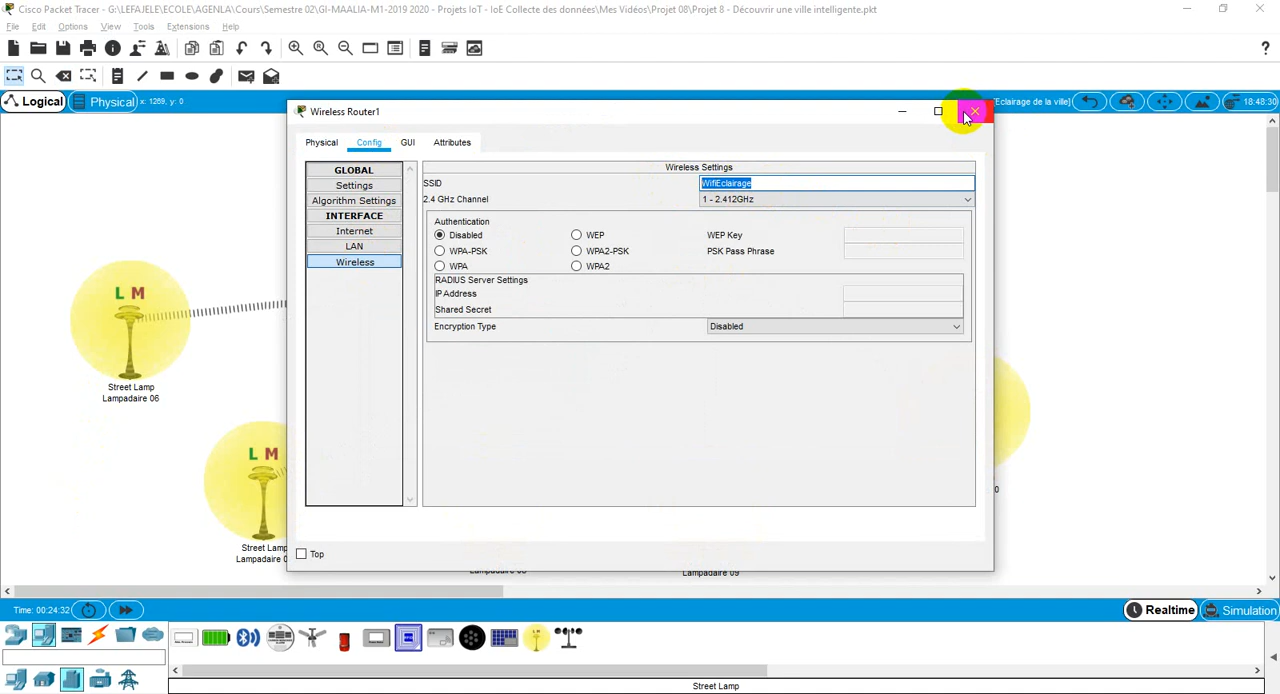 Cisco Packet Tracer - G:\LEFAJELE\ECOLE\AGENLA\Cours\Semestre 02\GI-MAALIA-M1-2019 2020 - Projets IoT - IoE Collecte des données\Mes Vidéos\Projet 08\Projet 8 - Découvrir une ville intelligente.pkt
File Edit Options View Tools Extensions Help
?
Logical Physical x: 1269, y: 0
[Eclairage de la ville] 18:48:30
Wireless Router1
Physical Config GUI Attributes
GLOBAL
Settings
Algorithm Settings
INTERFACE
Internet
LAN
Wireless
Wireless Settings
SSID WifiEclairage
2.4 GHz Channel 1 - 2.412GHz
Authentication
Disabled WEP WEP Key
WPA-PSK WPA2-PSK PSK Pass Phrase
WPA WPA2
RADIUS Server Settings
IP Address
Shared Secret
Encryption Type Disabled
Top
L M
Street Lamp
Lampadaire 06
L M
Street Lamp
Lampadaire
0
Lampadaire 09
Time: 00:24:32
Realtime Simulation
L M
Street Lamp